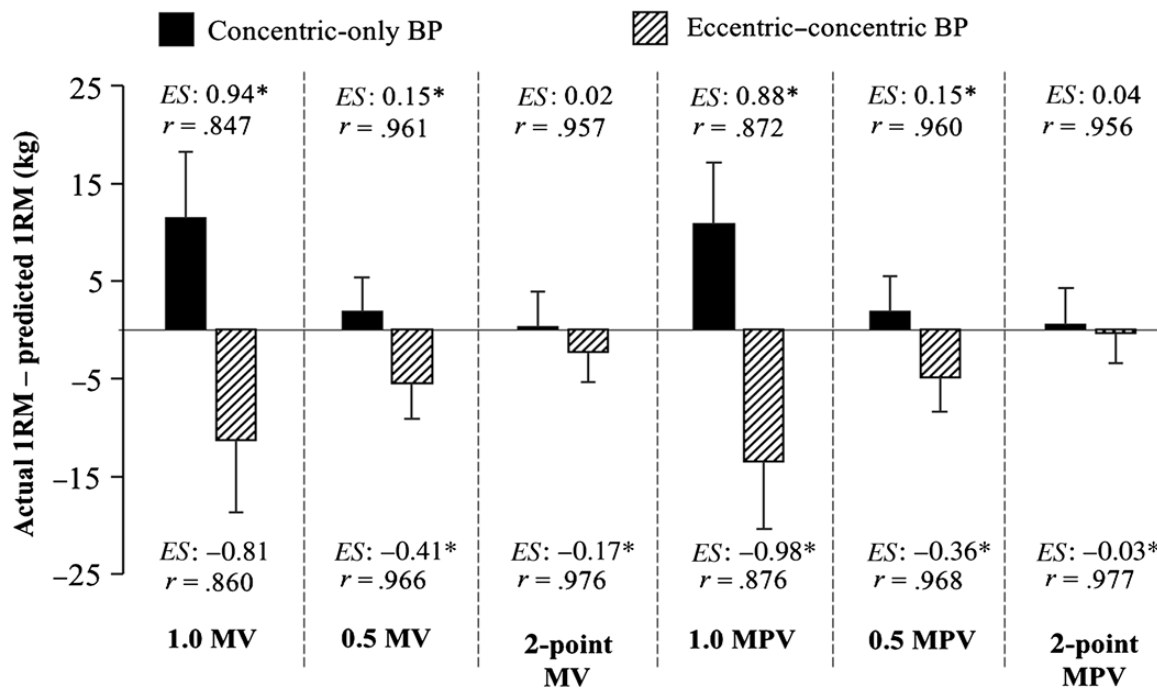 Concentric-only BP
Eccentric–concentric BP
Actual 1RM – predicted 1RM (kg)
25
15
5
−5
−15
−25
ES: 0.94*
r = .847
ES: 0.15*
r = .961
ES: 0.02
r = .957
ES: 0.88*
r = .872
ES: 0.15*
r = .960
ES: 0.04
r = .956
ES: −0.81
r = .860
ES: −0.41*
r = .966
ES: −0.17*
r = .976
ES: −0.98*
r = .876
ES: −0.36*
r = .968
ES: −0.03*
r = .977
1.0 MV
0.5 MV
2-point
MV
1.0 MPV
0.5 MPV
2-point
MPV